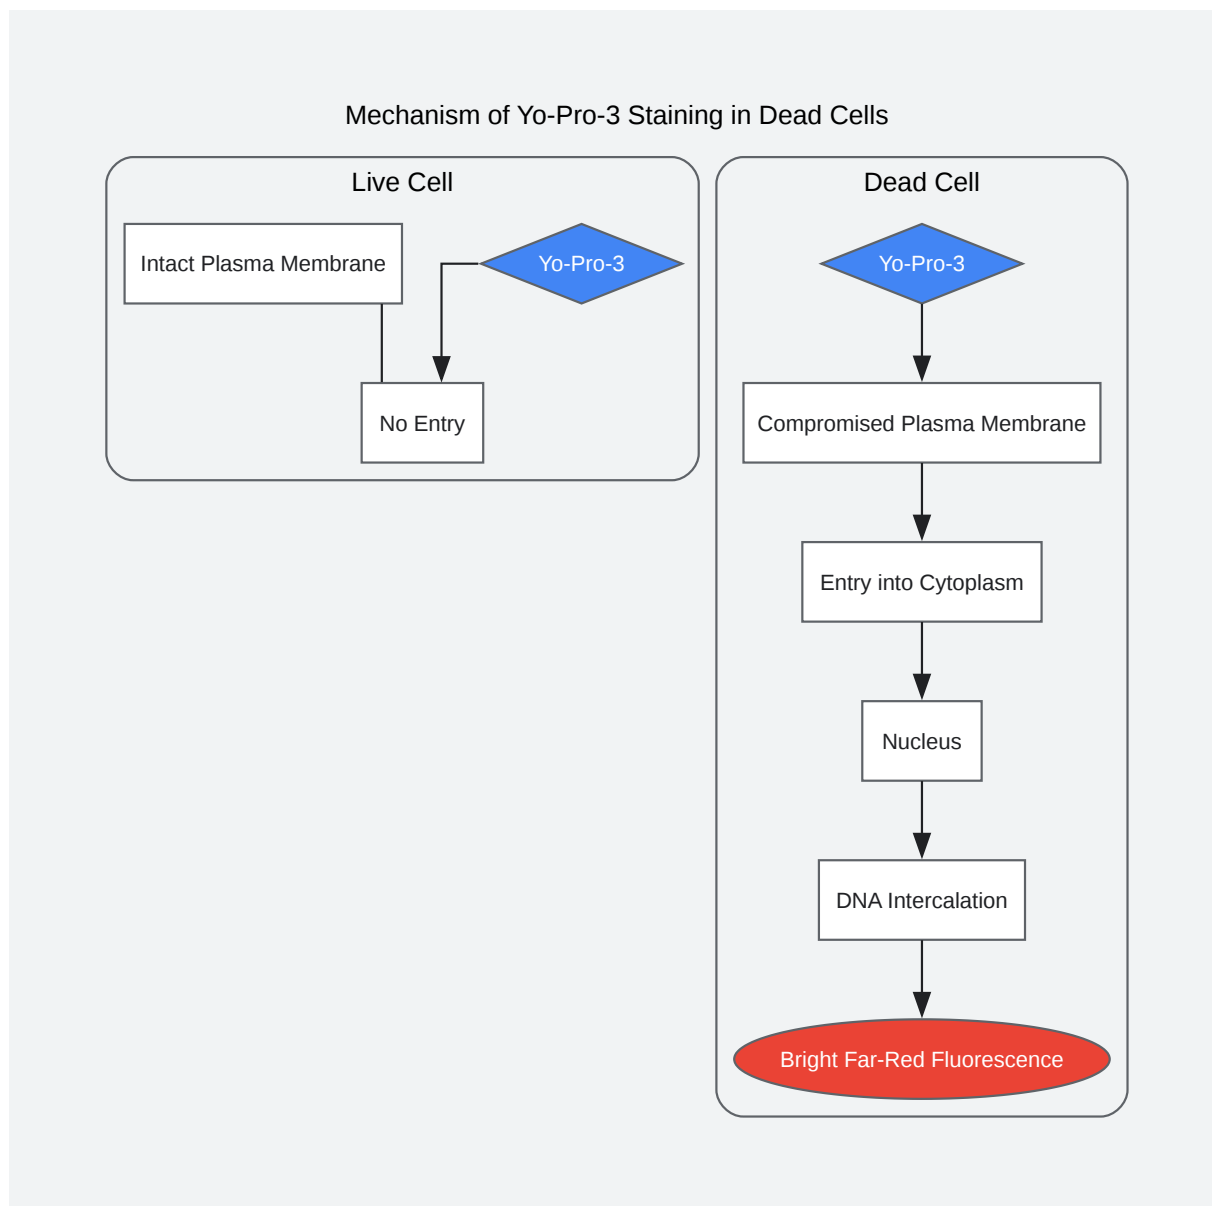 Mechanism of Yo-Pro-3 Staining in Dead Cells
Live Cell
Intact Plasma Membrane
Yo-Pro-3
No Entry
Dead Cell
Yo-Pro-3
Compromised Plasma Membrane
Entry into Cytoplasm
Nucleus
DNA Intercalation
Bright Far-Red Fluorescence